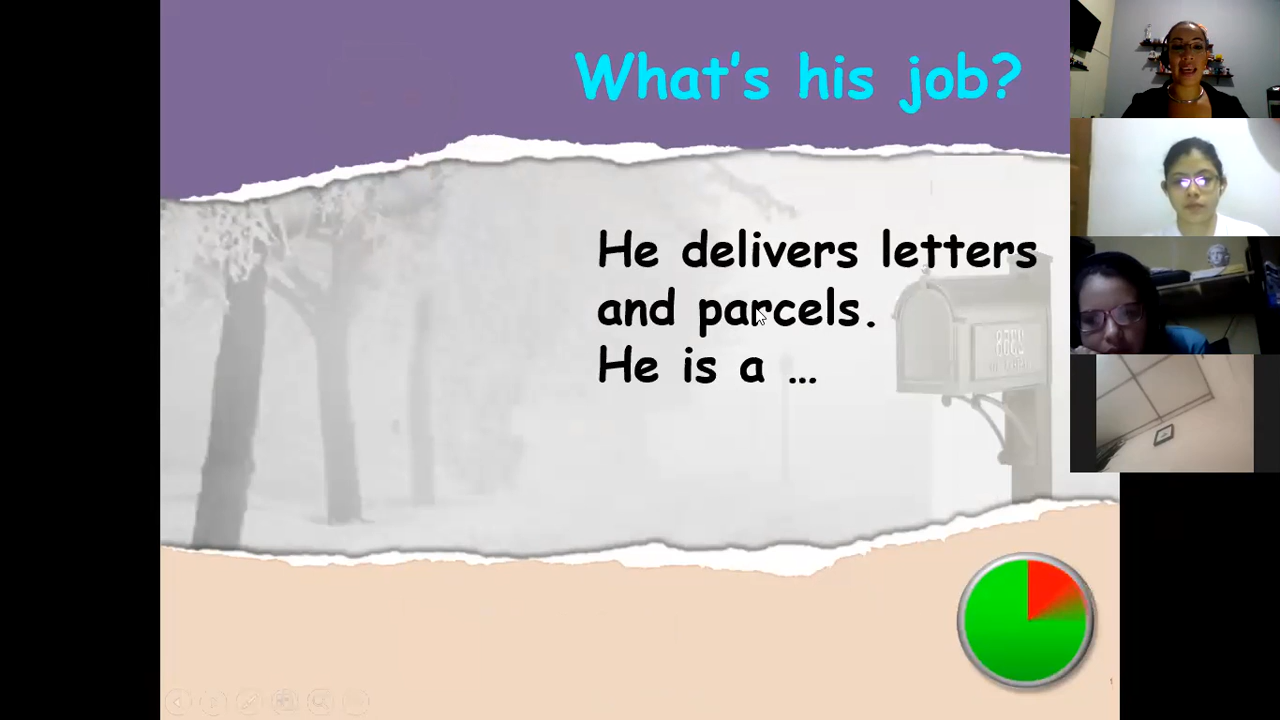 What's his job?
He delivers letters
and parcels.
He is a ...